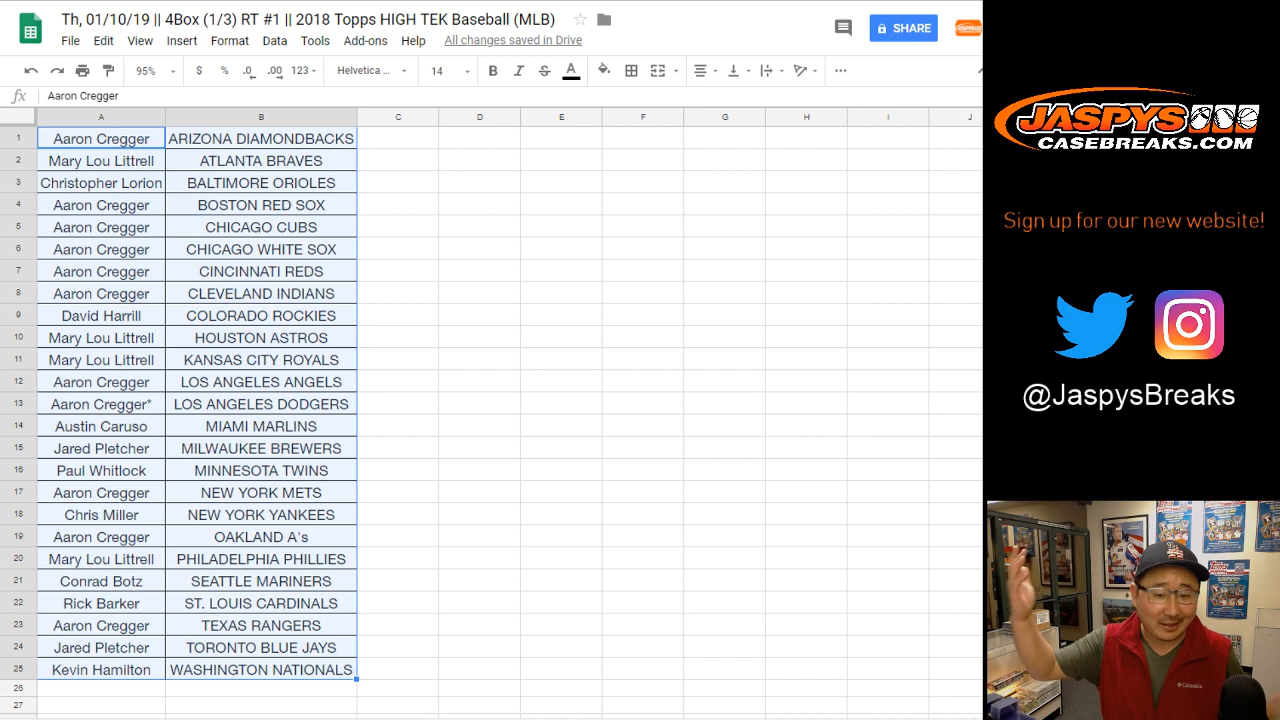 Th, 01/10/19 || 4Box (1/3) RT #1 || 2018 Topps HIGH TEK Baseball (MLB)
File Edit View Insert Format Data Tools Add-ons Help All changes saved in Drive
SHARE
95% $ % .0 .00 123 Helvetica ... 14 B I S A
fx Aaron Cregger
A B C D E F G H I J
1 Aaron Cregger ARIZONA DIAMONDBACKS
2 Mary Lou Littrell ATLANTA BRAVES
3 Christopher Lorion BALTIMORE ORIOLES
4 Aaron Cregger BOSTON RED SOX
5 Aaron Cregger CHICAGO CUBS
6 Aaron Cregger CHICAGO WHITE SOX
7 Aaron Cregger CINCINNATI REDS
8 Aaron Cregger CLEVELAND INDIANS
9 David Harrill COLORADO ROCKIES
10 Mary Lou Littrell HOUSTON ASTROS
11 Mary Lou Littrell KANSAS CITY ROYALS
12 Aaron Cregger LOS ANGELES ANGELS
13 Aaron Cregger* LOS ANGELES DODGERS
14 Austin Caruso MIAMI MARLINS
15 Jared Pletcher MILWAUKEE BREWERS
16 Paul Whitlock MINNESOTA TWINS
17 Aaron Cregger NEW YORK METS
18 Chris Miller NEW YORK YANKEES
19 Aaron Cregger OAKLAND A's
20 Mary Lou Littrell PHILADELPHIA PHILLIES
21 Conrad Botz SEATTLE MARINERS
22 Rick Barker ST. LOUIS CARDINALS
23 Aaron Cregger TEXAS RANGERS
24 Jared Pletcher TORONTO BLUE JAYS
25 Kevin Hamilton WASHINGTON NATIONALS
26
27
JASPYS
CASEBREAKS.COM
Sign up for our new website!
@JaspysBreaks
Columbia